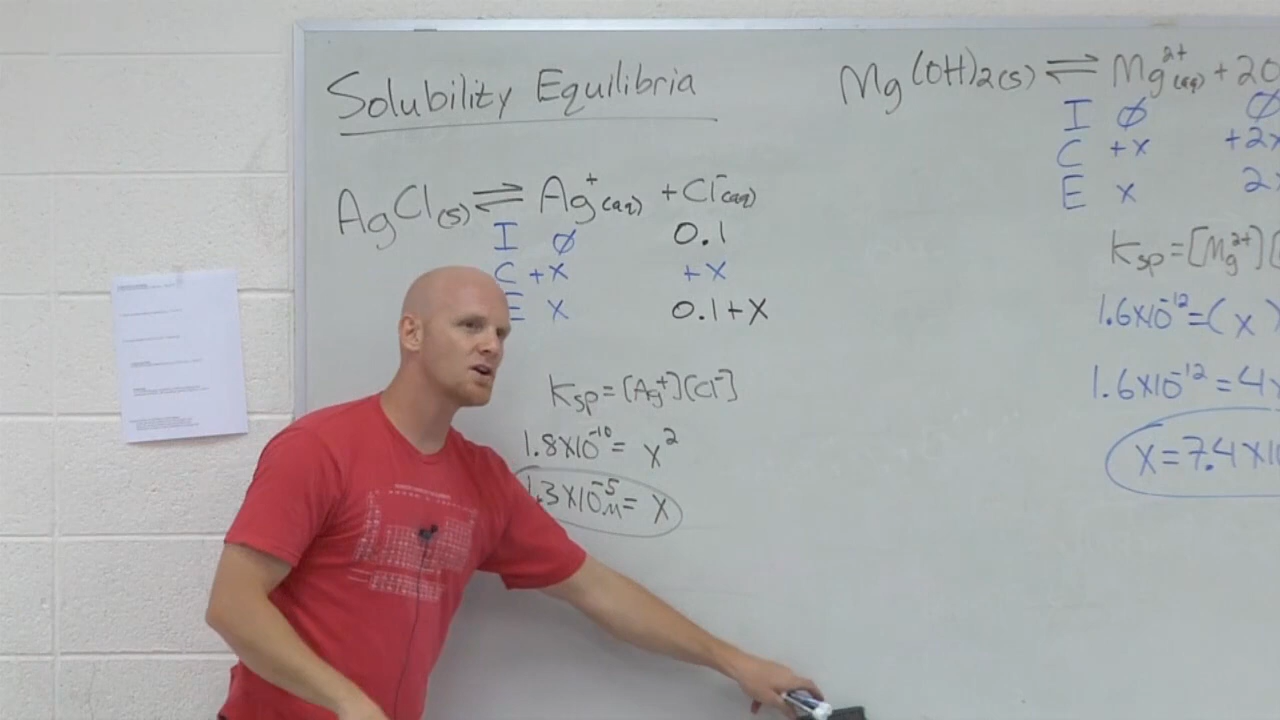 Solubility Equilibria
AgCl(s) ⇌ Ag⁺(aq) + Cl⁻(aq)
I ∅ 0.1
C +x +x
E x 0.1+x
Ksp=[Ag⁺][Cl⁻]
1.8x10⁻¹⁰= x²
1.3x10⁻⁵M= x
Mg(OH)₂(s) ⇌ Mg²⁺(aq) + 2O
I ∅ ∅
C +x +2x
E x 2x
Ksp=[Mg²⁺][
1.6x10⁻¹²=(x)
1.6x10⁻¹²=4x
x=7.4x10